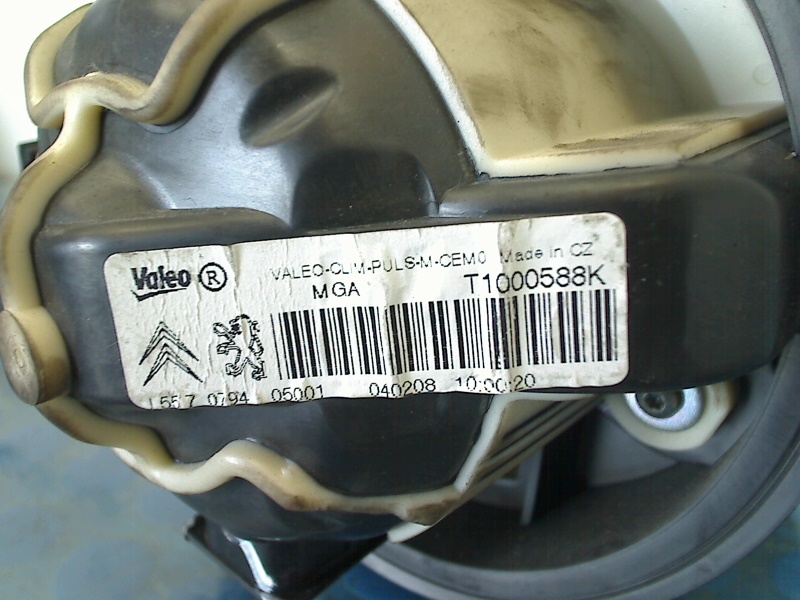 Valeo ® VALEO-CLIM-PULS-M-CEM0 Made in CZ
MGA T1000588K
0794 05001 040208 10:00:20